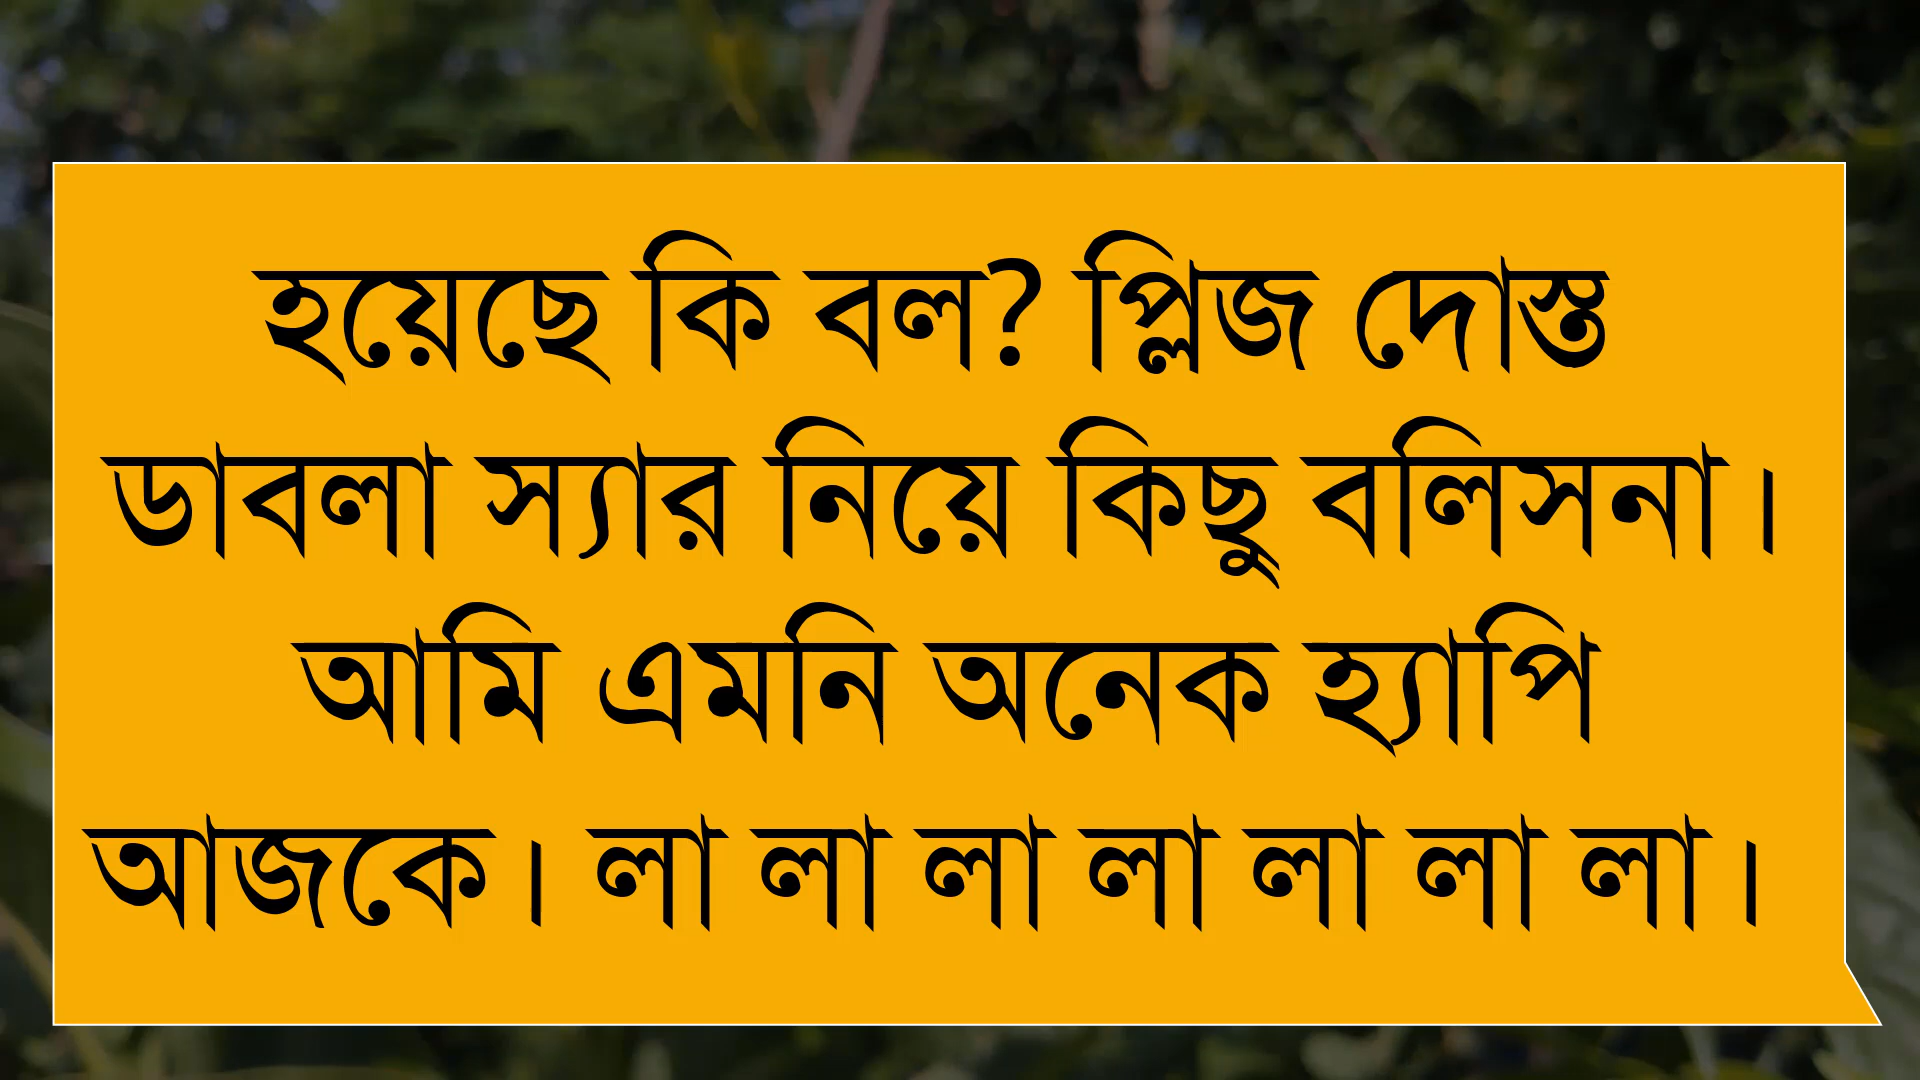 হয়েছে কি বল? প্লিজ দোস্ত
ডাবলা স্যার নিয়ে কিছু বলিসনা।
আমি এমনি অনেক হ্যাপি
আজকে। লা লা লা লা লা লা লা।